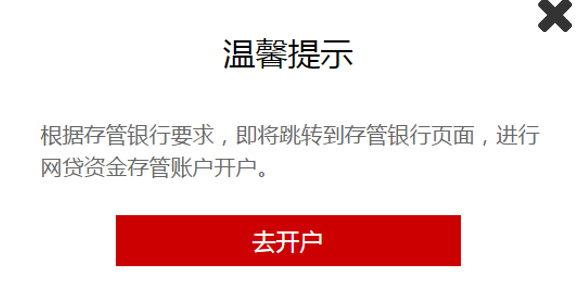 温馨提示
根据存管银行要求，即将跳转到存管银行页面，进行
网贷资金存管账户开户。
去开户